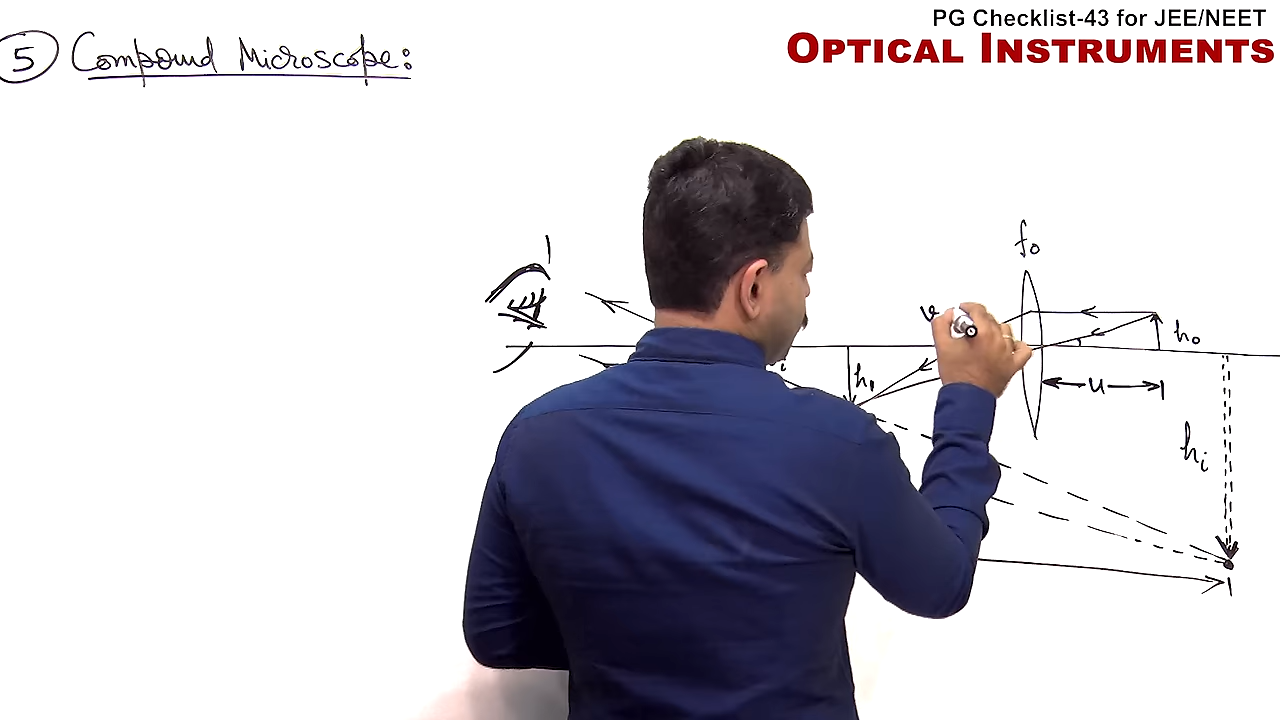 PG Checklist-43 for JEE/NEET
OPTICAL INSTRUMENTS
5 Compound Microscope:
f₀
h₀
h₁
u
hᵢ